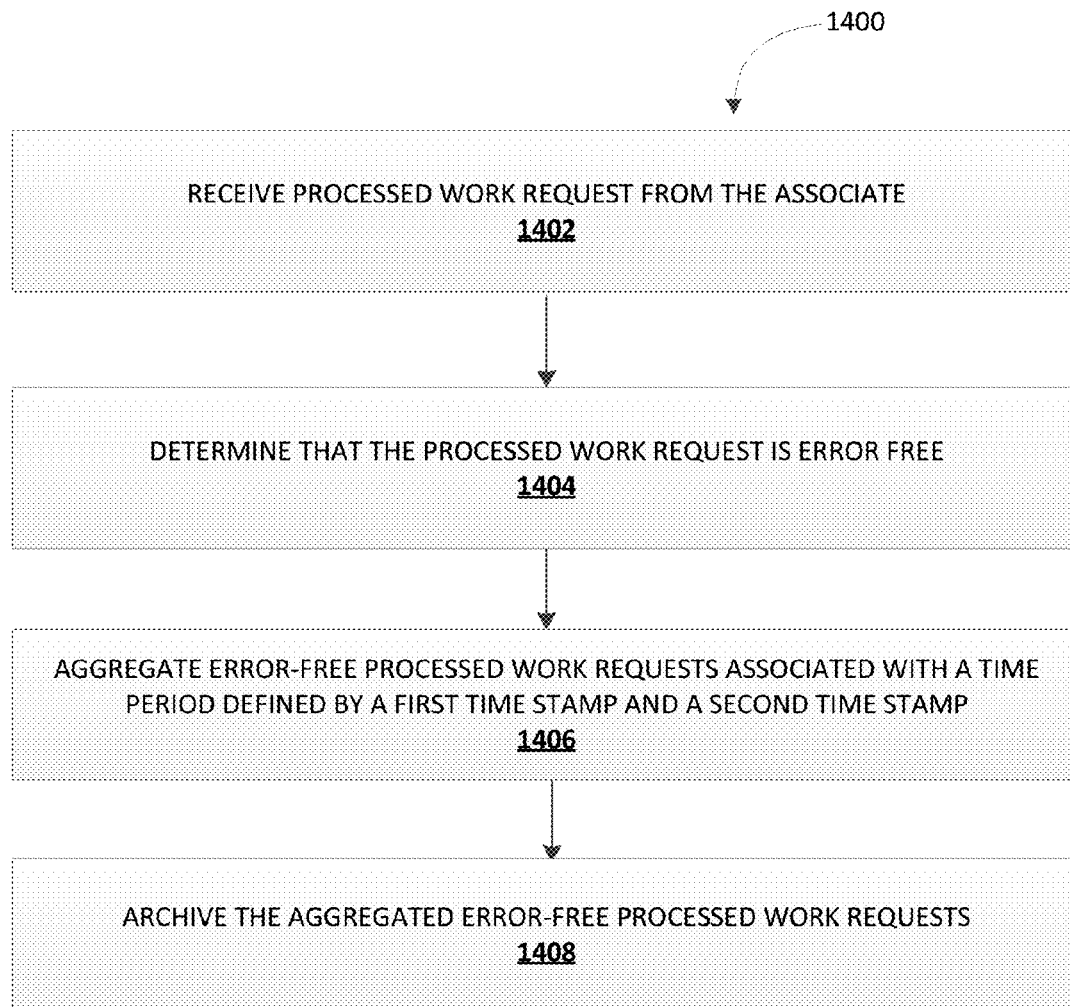 1400
RECEIVE PROCESSED WORK REQUEST FROM THE ASSOCIATE
1402
DETERMINE THAT THE PROCESSED WORK REQUEST IS ERROR FREE
1404
AGGREGATE ERROR-FREE PROCESSED WORK REQUESTS ASSOCIATED WITH A TIME
PERIOD DEFINED BY A FIRST TIME STAMP AND A SECOND TIME STAMP
1406
ARCHIVE THE AGGREGATED ERROR-FREE PROCESSED WORK REQUESTS
1408